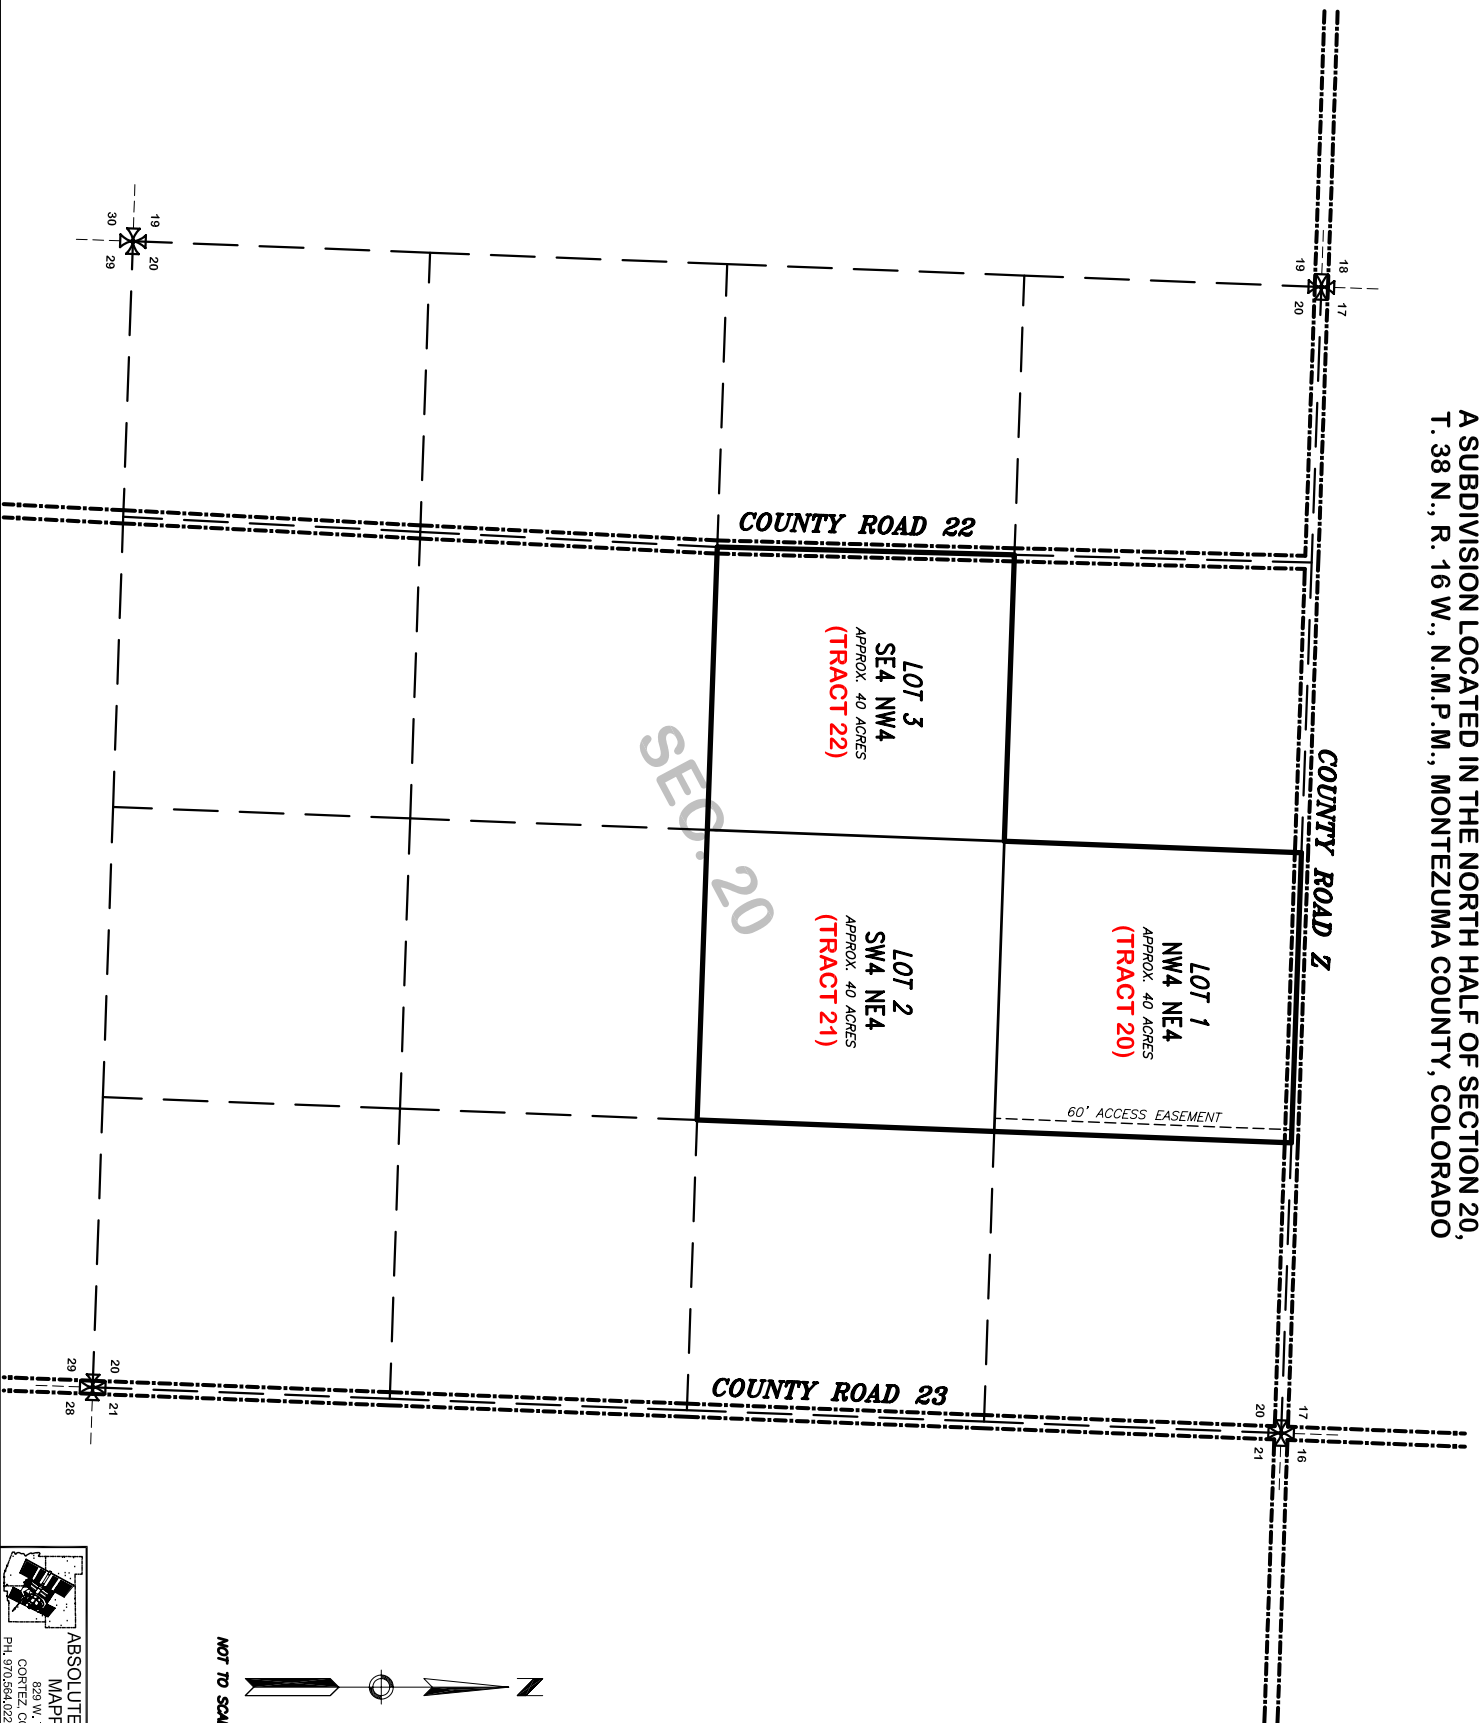 A SUBDIVISION LOCATED IN THE NORTH HALF OF SECTION 20,
T. 38 N., R. 16 W., N.M.P.M., MONTEZUMA COUNTY, COLORADO
18
17
19
20
COUNTY ROAD Z
17
16
20
21
LOT 1
NW4 NE4
APPROX. 40 ACRES
(TRACT 20)
60' ACCESS EASEMENT
COUNTY ROAD 22
LOT 3
SE4 NW4
APPROX. 40 ACRES
(TRACT 22)
LOT 2
SW4 NE4
APPROX. 40 ACRES
(TRACT 21)
COUNTY ROAD 23
SEC. 20
19
20
30
29
20
21
29
28
N
NOT TO
ABSOLUTE
829 W.
CORTEZ,
PH. 970.564.022